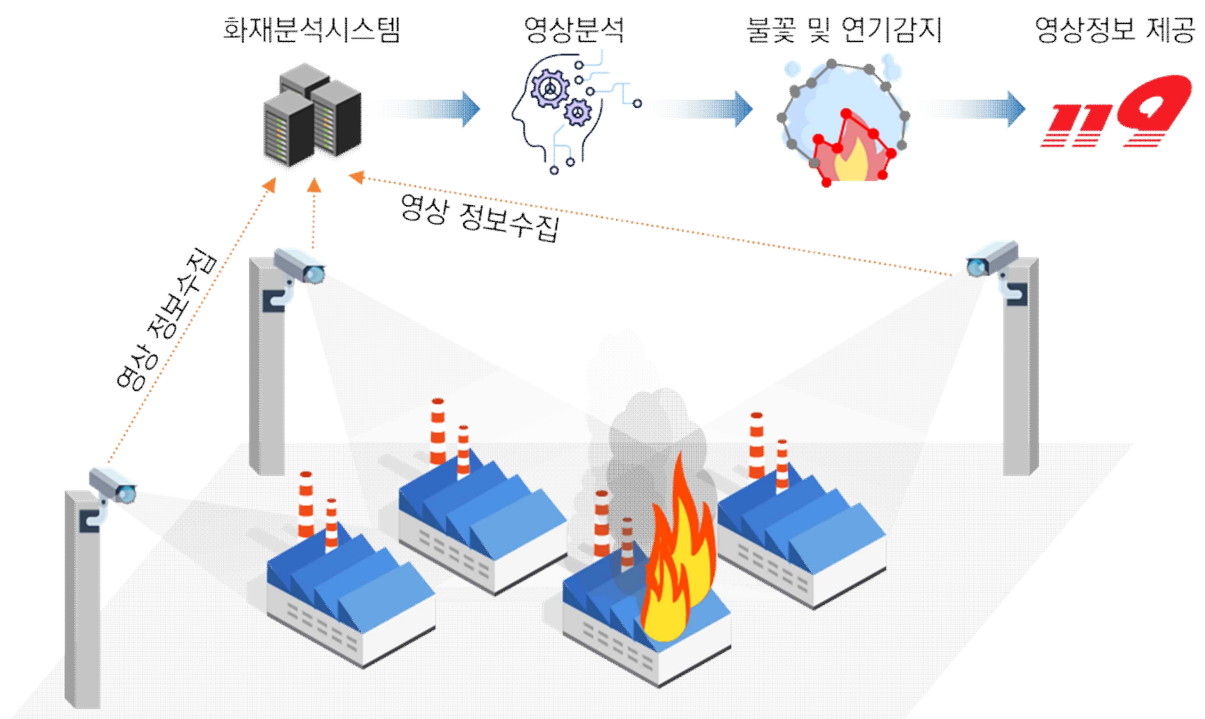 화재분석시스템
영상분석
불꽃 및 연기감지
영상정보 제공
119
영상 정보수집
영상 정보수집